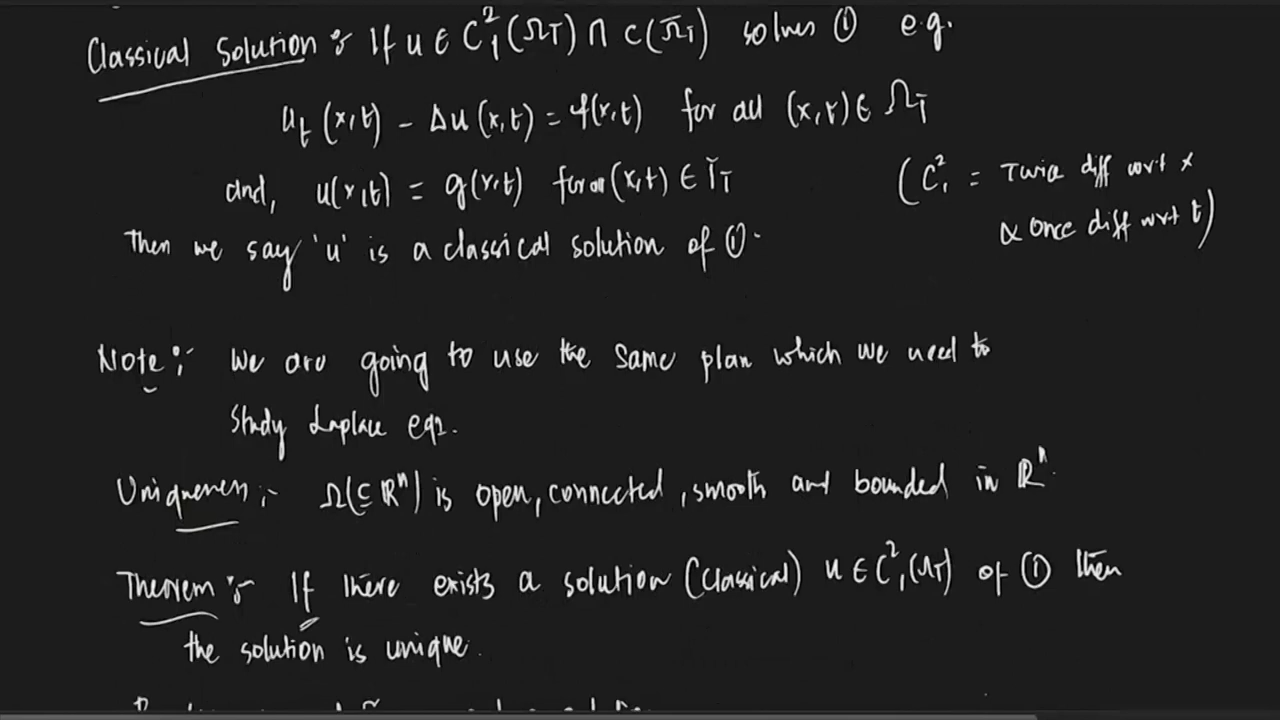 Classical Solution :- If u ∈ C²₁(Ω_T) ∩ C(Ω̄_T) solves ① e.g.
u_t(x,t) - Δu(x,t) = f(x,t) for all (x,t) ∈ Ω_T
and, u(x,t) = g(x,t) for all (x,t) ∈ Γ_T
(C²₁ = Twice diff wrt x
& once diff wrt t)
Then we say 'u' is a classical solution of ①.
Note :- We are going to use the same plan which we used to
study Laplace eqn.
Uniqueness :- Ω(⊆ ℝⁿ) is open, connected, smooth and bounded in ℝⁿ.
Theorem :- If there exists a solution (classical) u ∈ C²₁(Ω_T) of ① then
the solution is unique.